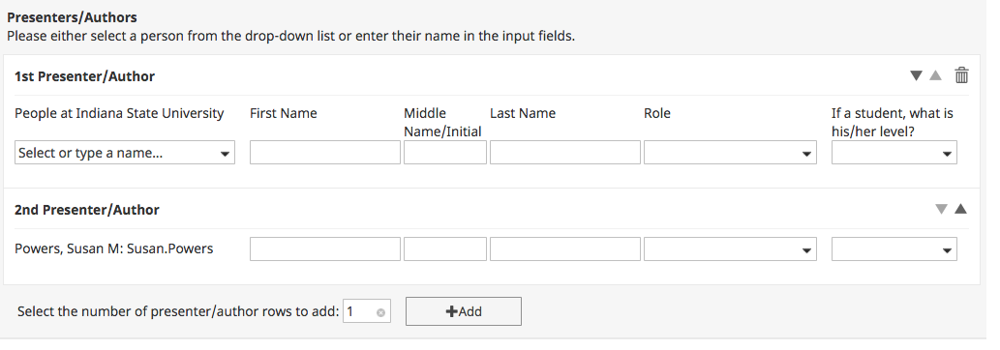 Presenters/Authors
Please either select a person from the drop-down list or enter their name in the input fields.
1st Presenter/Author
People at Indiana State University First Name Middle Name/Initial Last Name Role If a student, what is his/her level?
Select or type a name...
2nd Presenter/Author
Powers, Susan M: Susan.Powers
Select the number of presenter/author rows to add: 1 Add